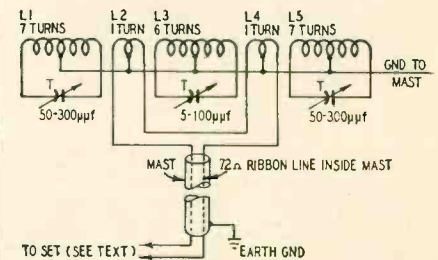 L1 L2 L3 L4 L5
7 TURNS 1 TURN 6 TURNS 1 TURN 7 TURNS
GND TO
MAST
T T T
50-300µµf 5-100µµf 50-300µµf
MAST 72Ω RIBBON LINE INSIDE MAST
TO SET (SEE TEXT) EARTH GND